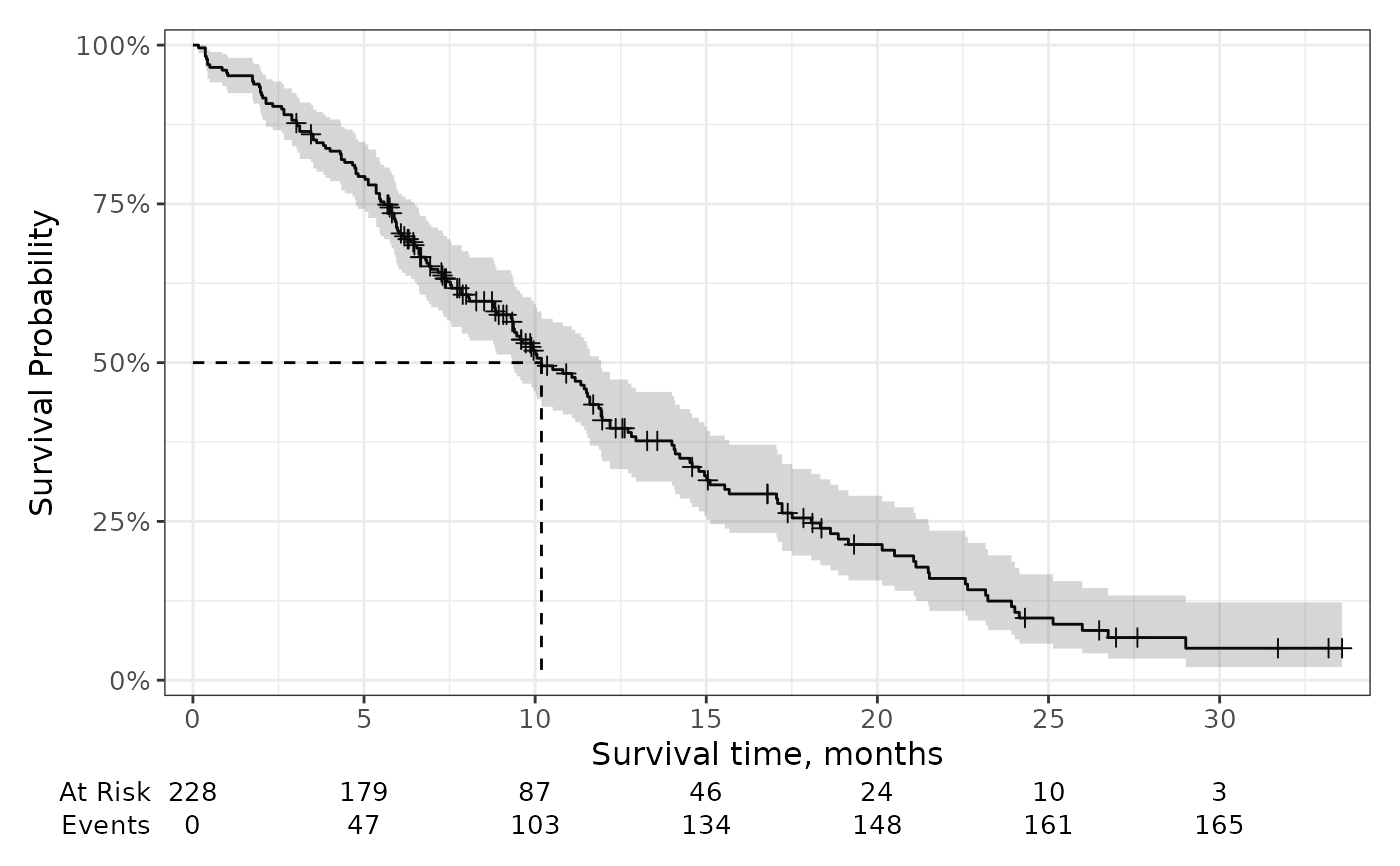 100%
75%
50%
25%
0%
Survival Probability
0 5 10 15 20 25 30
Survival time, months
At Risk 228 179 87 46 24 10 3
Events 0 47 103 134 148 161 165